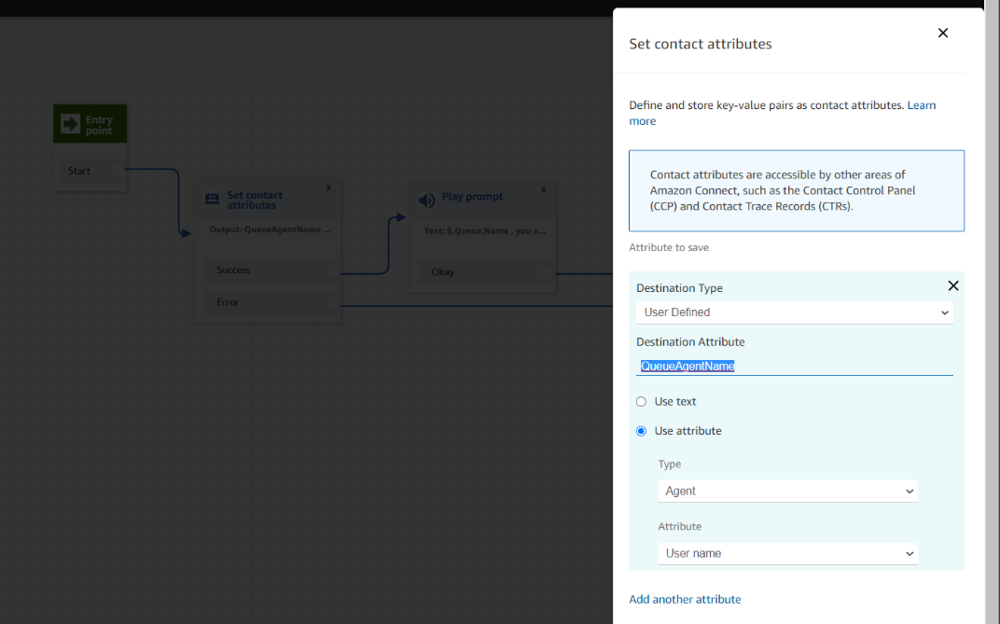 Set contact attributes
Define and store key-value pairs as contact attributes. Learn
more
Contact attributes are accessible by other areas of
Amazon Connect, such as the Contact Control Panel
(CCP) and Contact Trace Records (CTRs).
Attribute to save
Destination Type
User Defined
Destination Attribute
QueueAgentName
Use text
Use attribute
Type
Agent
Attribute
User name
Add another attribute
Entry
point
Start
Set contact
attributes
x
Output: QueueAgentName ...
Success
Error
Play prompt
x
Text: $.Queue.Name , you a...
Okay